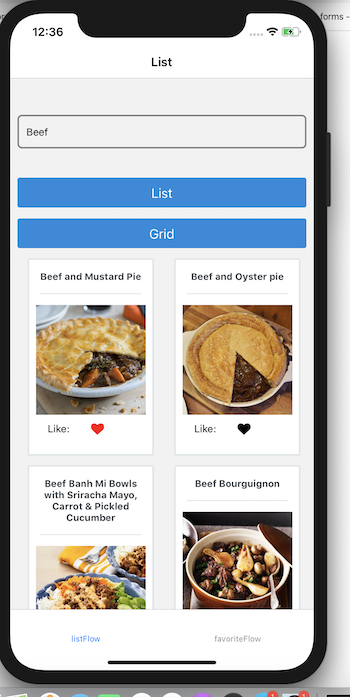 forms -
12:36
List
Beef
List
Grid
Beef and Mustard Pie
Beef and Oyster pie
Like:
Like:
Beef Banh Mi Bowls
with Sriracha Mayo,
Carrot & Pickled
Cucumber
Beef Bourguignon
listFlow
favoriteFlow